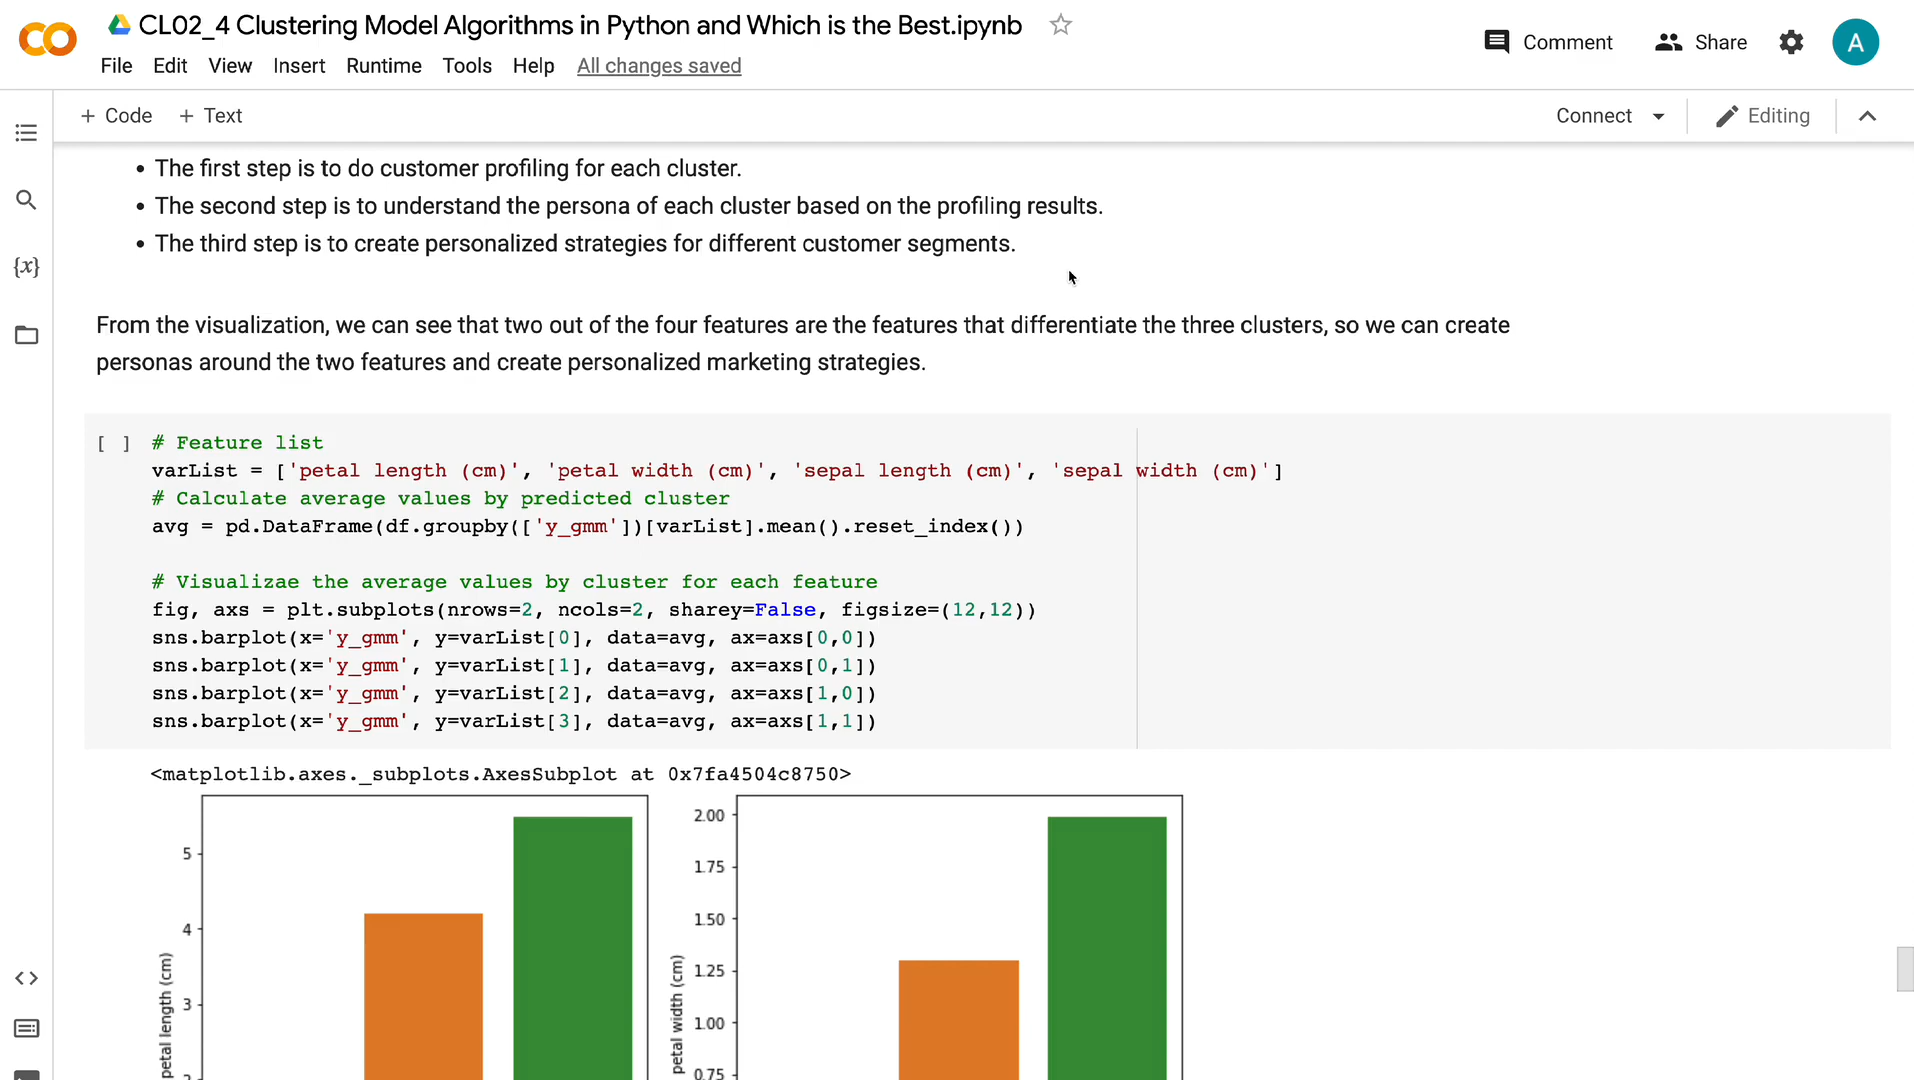 CL02_4 Clustering Model Algorithms in Python and Which is the Best.ipynb
File Edit View Insert Runtime Tools Help All changes saved
Comment Share A
+ Code + Text
Connect Editing
{x}
• The first step is to do customer profiling for each cluster.
• The second step is to understand the persona of each cluster based on the profiling results.
• The third step is to create personalized strategies for different customer segments.
From the visualization, we can see that two out of the four features are the features that differentiate the three clusters, so we can create
personas around the two features and create personalized marketing strategies.
[ ] # Feature list
varList = ['petal length (cm)', 'petal width (cm)', 'sepal length (cm)', 'sepal width (cm)']
# Calculate average values by predicted cluster
avg = pd.DataFrame(df.groupby(['y_gmm'])[varList].mean().reset_index())
# Visualizae the average values by cluster for each feature
fig, axs = plt.subplots(nrows=2, ncols=2, sharey=False, figsize=(12,12))
sns.barplot(x='y_gmm', y=varList[0], data=avg, ax=axs[0,0])
sns.barplot(x='y_gmm', y=varList[1], data=avg, ax=axs[0,1])
sns.barplot(x='y_gmm', y=varList[2], data=avg, ax=axs[1,0])
sns.barplot(x='y_gmm', y=varList[3], data=avg, ax=axs[1,1])
<matplotlib.axes._subplots.AxesSubplot at 0x7fa4504c8750>
5
4
3
petal length (cm)
2.00
1.75
1.50
1.25
1.00
0.75
petal width (cm)